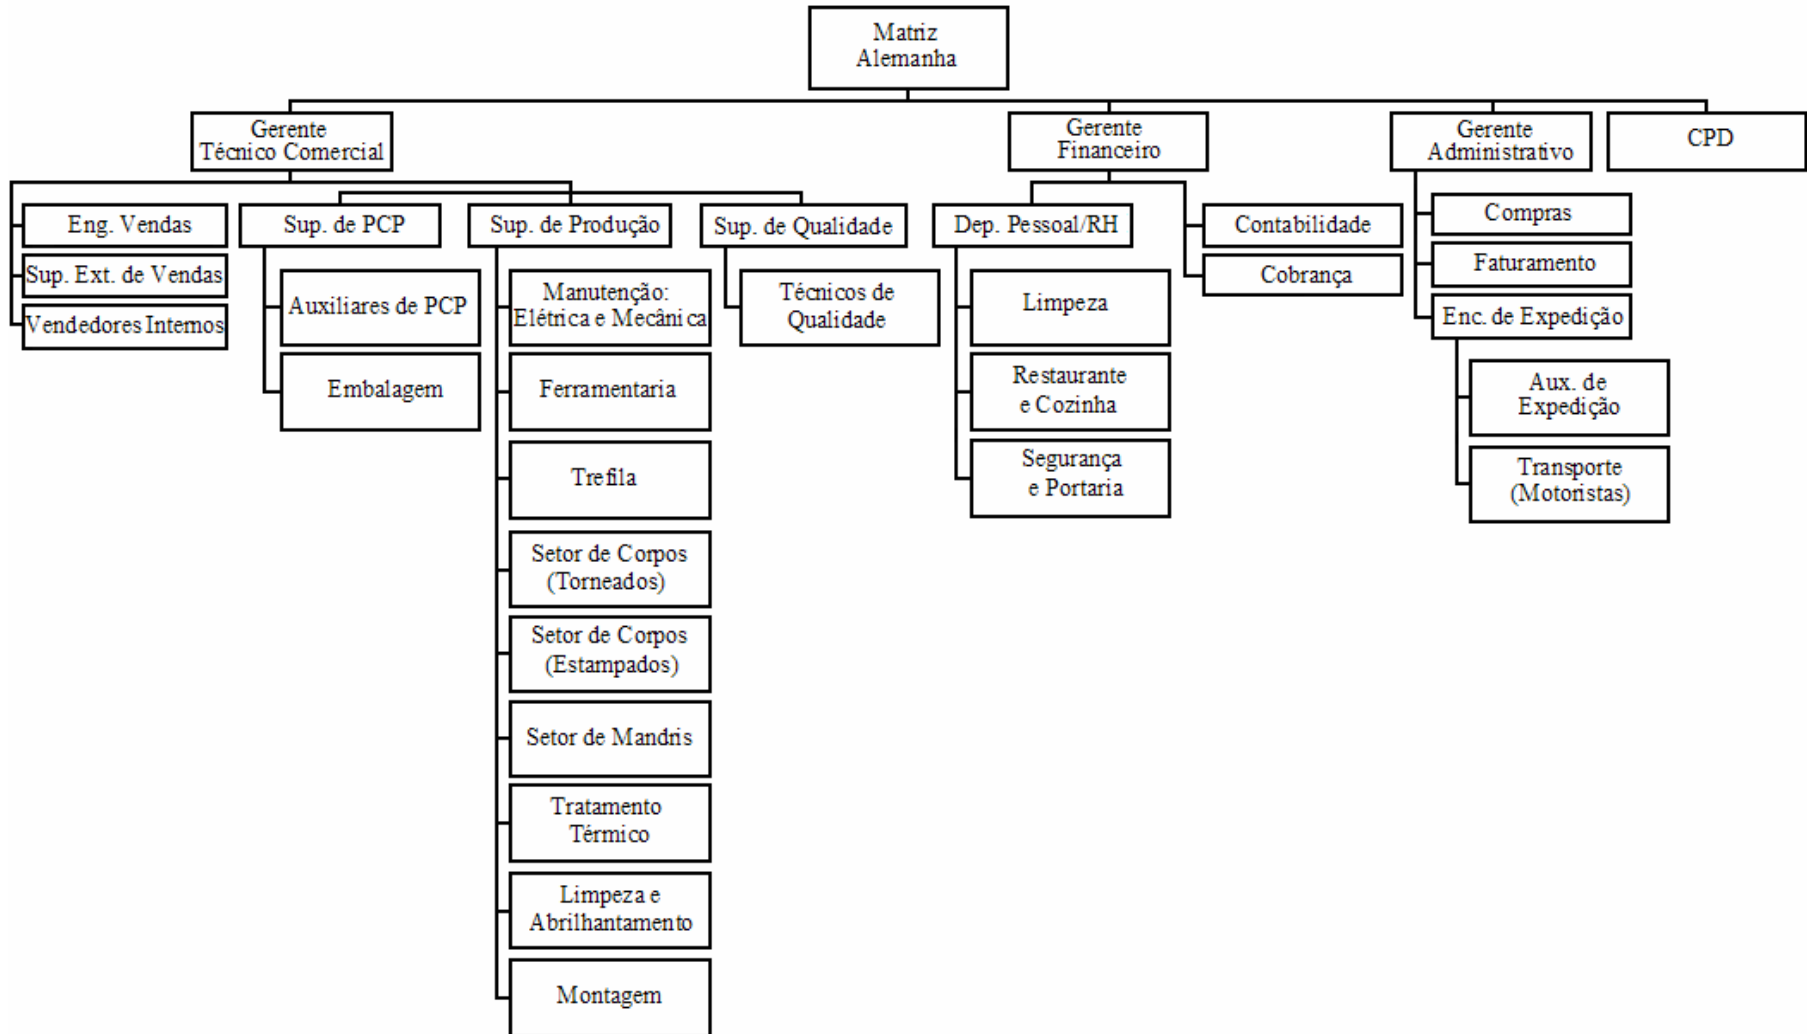 Matriz
Alemanha
Gerente
Técnico Comercial
Gerente
Financeiro
Gerente
Administrativo
CPD
Eng. Vendas
Sup. Ext. de Vendas
Vendedores Internos
Sup. de PCP
Auxiliares de PCP
Embalagem
Sup. de Produção
Manutenção:
Elétrica e Mecânica
Ferramentaria
Trefila
Setor de Corpos
(Torneados)
Setor de Corpos
(Estampados)
Setor de Mandris
Tratamento
Térmico
Limpeza e
Abrilhantamento
Montagem
Sup. de Qualidade
Técnicos de
Qualidade
Dep. Pessoal/RH
Limpeza
Restaurante
e Cozinha
Segurança
e Portaria
Contabilidade
Cobrança
Compras
Faturamento
Enc. de Expedição
Aux. de
Expedição
Transporte
(Motoristas)